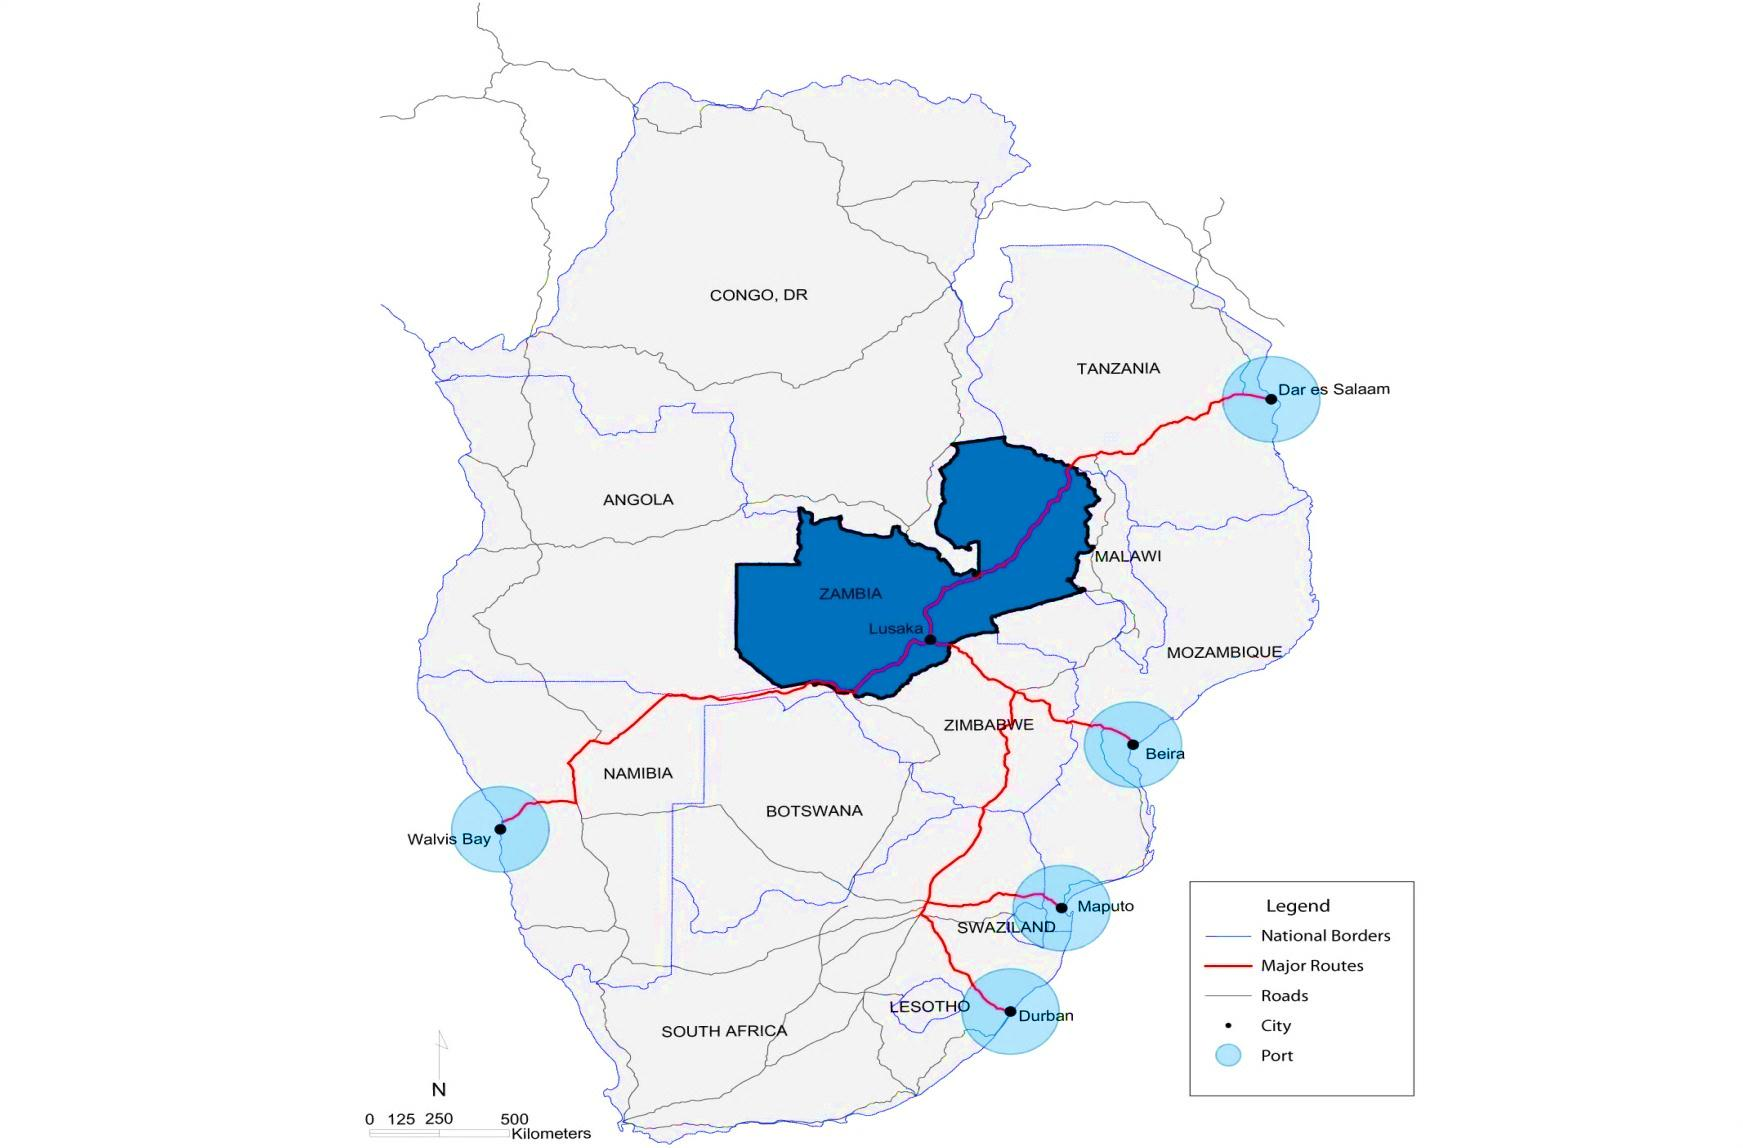 CONGO, DR
TANZANIA
Dar es Salaam
ANGOLA
MALAWI
ZAMBIA
Lusaka
MOZAMBIQUE
ZIMBABWE
Beira
NAMIBIA
BOTSWANA
Walvis Bay
Maputo
SWAZILAND
LESOTHO
Durban
SOUTH AFRICA
Legend
National Borders
Major Routes
Roads
City
Port
N
0 125 250 500
Kilometers